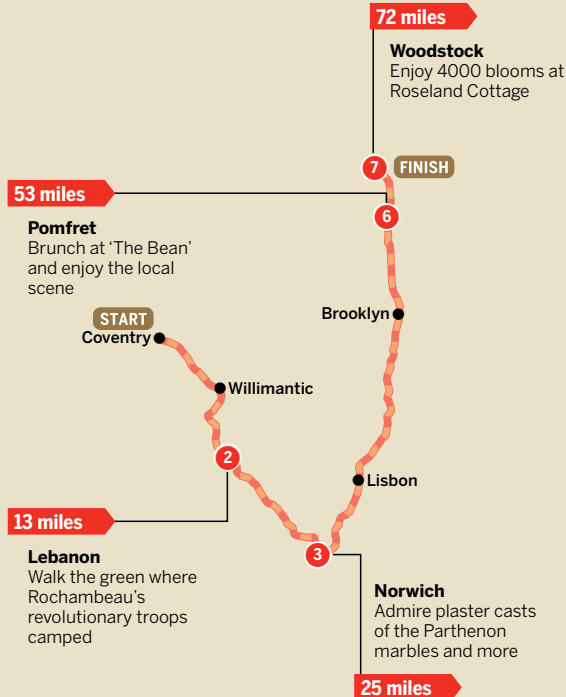 72 miles
Woodstock
Enjoy 4000 blooms at
Roseland Cottage
7 FINISH
53 miles
6
Pomfret
Brunch at ‘The Bean’
and enjoy the local
scene
START
Brooklyn
Coventry
Willimantic
2
Lisbon
13 miles
3
Lebanon
Walk the green where
Rochambeau’s
revolutionary troops
camped
Norwich
Admire plaster casts
of the Parthenon
marbles and more
25 miles